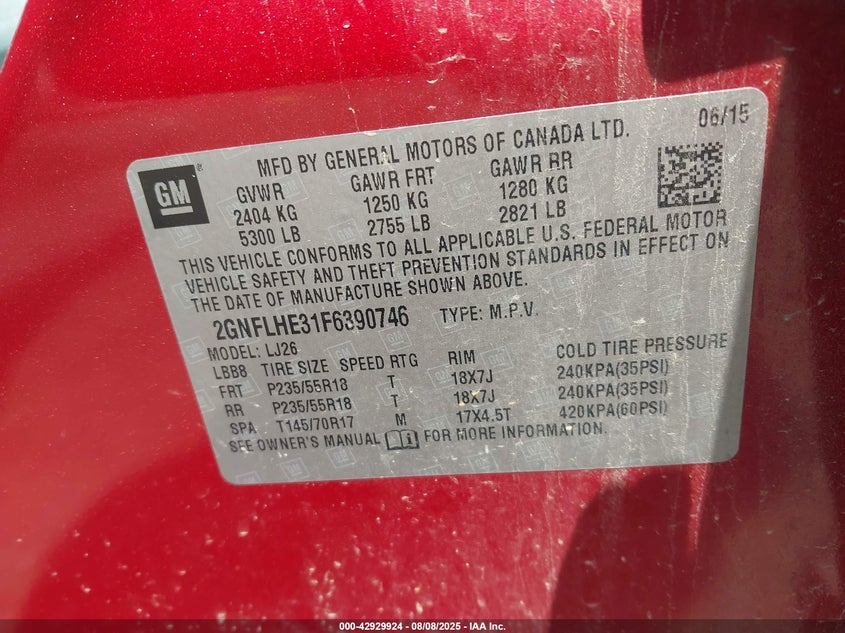 MFD BY GENERAL MOTORS OF CANADA LTD. 06/15
GM
GVWR GAWR FRT GAWR RR
2404 KG 1250 KG 1280 KG
5300 LB 2755 LB 2821 LB
THIS VEHICLE CONFORMS TO ALL APPLICABLE U.S. FEDERAL MOTOR
VEHICLE SAFETY AND THEFT PREVENTION STANDARDS IN EFFECT ON
THE DATE OF MANUFACTURE SHOWN ABOVE.
2GNFLHE31F6390746 TYPE: M.P.V.
MODEL: LJ26
LBB8 TIRE SIZE SPEED RTG RIM COLD TIRE PRESSURE
FRT P235/55R18 T 18X7J 240KPA(35PSI)
RR P235/55R18 T 18X7J 240KPA(35PSI)
SPA T145/70R17 M 17X4.5T 420KPA(60PSI)
SEE OWNER'S MANUAL FOR MORE INFORMATION.
000-42929924 - 08/08/2025 - IAA Inc.